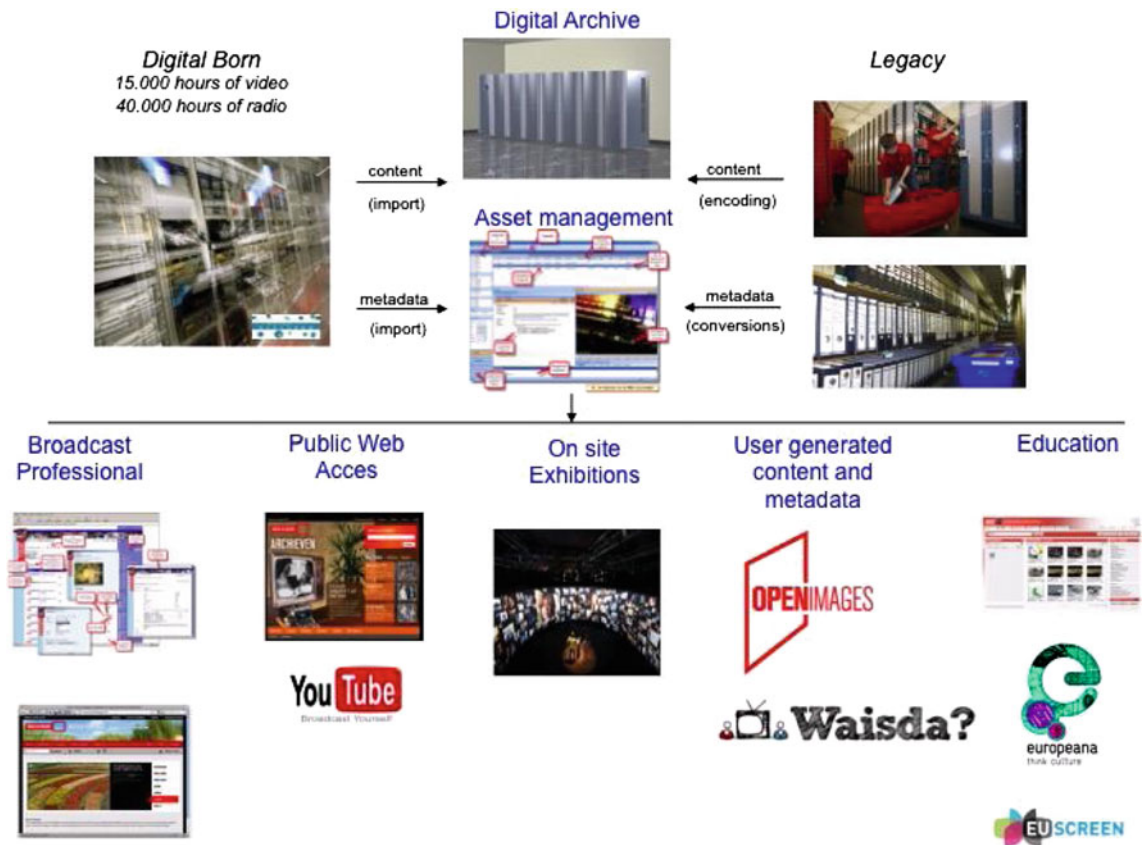 Digital Archive
Digital Born
15.000 hours of video
40.000 hours of radio
Legacy
content
(import)
content
(encoding)
Asset management
metadata
(import)
metadata
(conversions)
Broadcast
Professional
Public Web
Acces
On site
Exhibitions
User generated
content and
metadata
Education
ARCHIEVEN
OPENIMAGES
YouTube
Broadcast Yourself
Waisda?
europeana
think culture
EUSCREEN